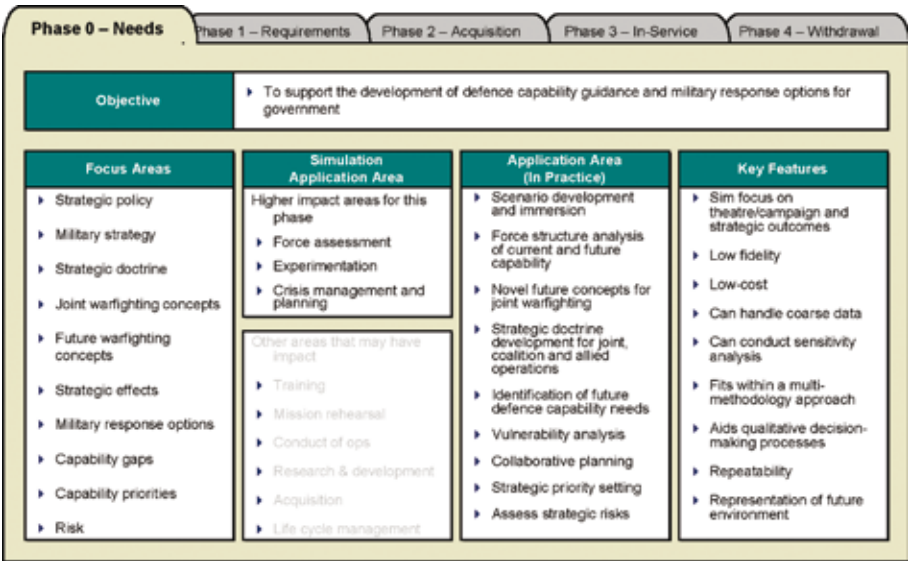 Phase 0 – Needs
Phase 1 – Requirements
Phase 2 – Acquisition
Phase 3 – In-Service
Phase 4 – Withdrawal
Objective
To support the development of defence capability guidance and military response options for
government
Focus Areas
Strategic policy
Military strategy
Strategic doctrine
Joint warfighting concepts
Future warfighting
concepts
Strategic effects
Military response options
Capability gaps
Capability priorities
Risk
Simulation
Application Area
Higher impact areas for this
phase
Force assessment
Experimentation
Crisis management and
planning
Other areas that may have
impact
Training
Mission rehearsal
Conduct of ops
Research & development
Acquisition
Life cycle management
Application Area
(In Practice)
Scenario development
and immersion
Force structure analysis
of current and future
capability
Novel future concepts for
joint warfighting
Strategic doctrine
development for joint,
coalition and allied
operations
Identification of future
defence capability needs
Vulnerability analysis
Collaborative planning
Strategic priority setting
Assess strategic risks
Key Features
Sim focus on
theatre/campaign and
strategic outcomes
Low fidelity
Low-cost
Can handle coarse data
Can conduct sensitivity
analysis
Fits within a multi-
methodology approach
Aids qualitative decision-
making processes
Repeatability
Representation of future
environment